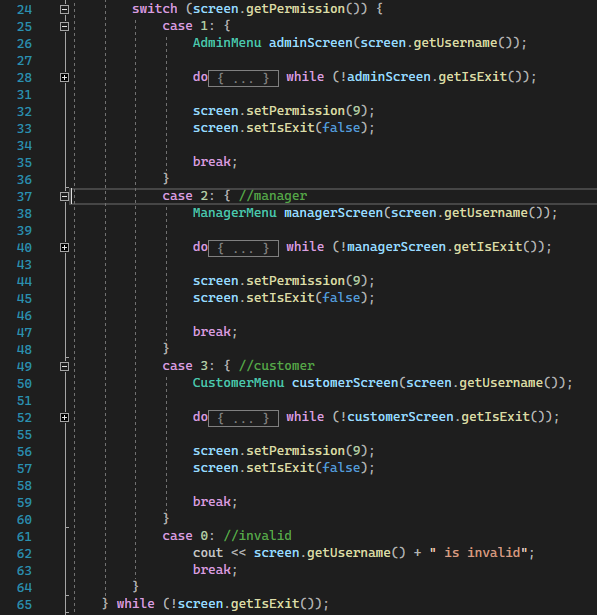 24 switch (screen.getPermission()) {
25 case 1: {
26 AdminMenu adminScreen(screen.getUsername());
27
28 do{ ... } while (!adminScreen.getIsExit());
31
32 screen.setPermission(9);
33 screen.setIsExit(false);
34
35 break;
36 }
37 case 2: { //manager
38 ManagerMenu managerScreen(screen.getUsername());
39
40 do{ ... } while (!managerScreen.getIsExit());
43
44 screen.setPermission(9);
45 screen.setIsExit(false);
46
47 break;
48 }
49 case 3: { //customer
50 CustomerMenu customerScreen(screen.getUsername());
51
52 do{ ... } while (!customerScreen.getIsExit());
55
56 screen.setPermission(9);
57 screen.setIsExit(false);
58
59 break;
60 }
61 case 0: //invalid
62 cout << screen.getUsername() + " is invalid";
63 break;
64 }
65 } while (!screen.getIsExit());